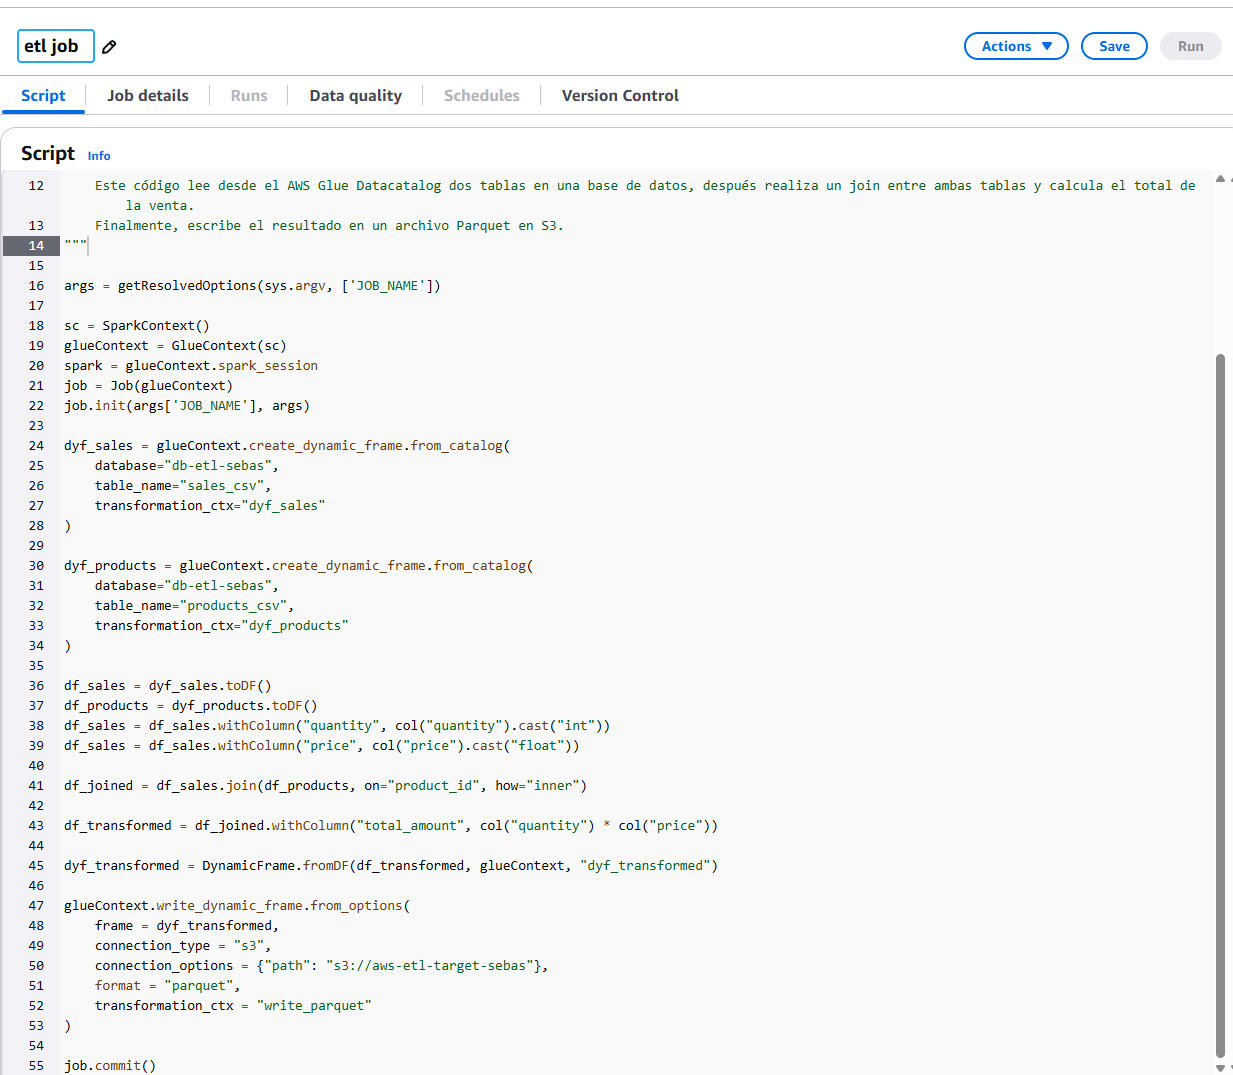 etl job
Actions Save Run
Script Job details Runs Data quality Schedules Version Control
Script Info
12 Este código lee desde el AWS Glue Datacatalog dos tablas en una base de datos, después realiza un join entre ambas tablas y calcula el total de
la venta.
13 Finalmente, escribe el resultado en un archivo Parquet en S3.
14 """
15
16 args = getResolvedOptions(sys.argv, ['JOB_NAME'])
17
18 sc = SparkContext()
19 glueContext = GlueContext(sc)
20 spark = glueContext.spark_session
21 job = Job(glueContext)
22 job.init(args['JOB_NAME'], args)
23
24 dyf_sales = glueContext.create_dynamic_frame.from_catalog(
25     database="db-etl-sebas",
26     table_name="sales_csv",
27     transformation_ctx="dyf_sales"
28 )
29
30 dyf_products = glueContext.create_dynamic_frame.from_catalog(
31     database="db-etl-sebas",
32     table_name="products_csv",
33     transformation_ctx="dyf_products"
34 )
35
36 df_sales = dyf_sales.toDF()
37 df_products = dyf_products.toDF()
38 df_sales = df_sales.withColumn("quantity", col("quantity").cast("int"))
39 df_sales = df_sales.withColumn("price", col("price").cast("float"))
40
41 df_joined = df_sales.join(df_products, on="product_id", how="inner")
42
43 df_transformed = df_joined.withColumn("total_amount", col("quantity") * col("price"))
44
45 dyf_transformed = DynamicFrame.fromDF(df_transformed, glueContext, "dyf_transformed")
46
47 glueContext.write_dynamic_frame.from_options(
48     frame = dyf_transformed,
49     connection_type = "s3",
50     connection_options = {"path": "s3://aws-etl-target-sebas"},
51     format = "parquet",
52     transformation_ctx = "write_parquet"
53 )
54
55 job.commit()